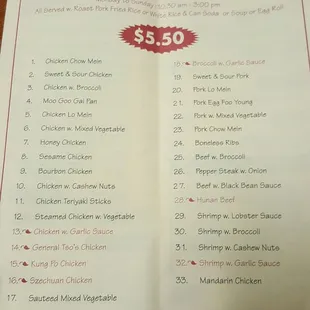 All Served w. Roast Pork Fried Rice or White Rice & Can Soda or Soup or Egg Roll
$5.50
1. Chicken Chow Mein
2. Sweet & Sour Chicken
3. Chicken w. Broccoli
4. Moo Goo Gai Pan
5. Chicken Lo Mein
6. Chicken w. Mixed Vegetable
7. Honey Chicken
8. Sesame Chicken
9. Bourbon Chicken
10. Chicken w. Cashew Nuts
11. Chicken Teriyaki Sticks
12. Steamed Chicken w. Vegetable
13. Chicken w. Garlic Sauce
14. General Tso's Chicken
15. Kung Po Chicken
16. Szechuan Chicken
17. Sauteed Mixed Vegetable
18. Broccoli w. Garlic Sauce
19. Sweet & Sour Pork
20. Pork Lo Mein
21. Pork Egg Foo Young
22. Pork w. Mixed Vegetable
23. Pork Chow Mein
24. Boneless Ribs
25. Beef w. Broccoli
26. Pepper Steak w. Onion
27. Beef w. Black Bean Sauce
28. Hunan Beef
29. Shrimp w. Lobster Sauce
30. Shrimp w. Broccoli
31. Shrimp w. Cashew Nuts
32. Shrimp w. Garlic Sauce
33. Mandarin Chicken